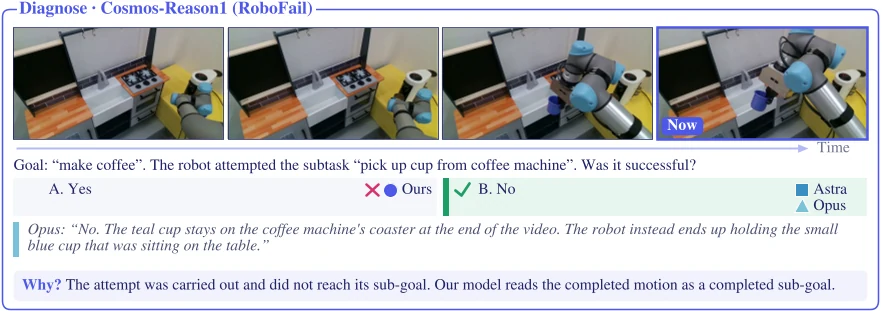 Diagnose · Cosmos-Reason1 (RoboFail)
Now
Time
Goal: “make coffee”. The robot attempted the subtask “pick up cup from coffee machine”. Was it successful?
A. Yes
Ours
B. No
Astra
Opus
Opus: “No. The teal cup stays on the coffee machine's coaster at the end of the video. The robot instead ends up holding the small
blue cup that was sitting on the table.”
Why? The attempt was carried out and did not reach its sub-goal. Our model reads the completed motion as a completed sub-goal.